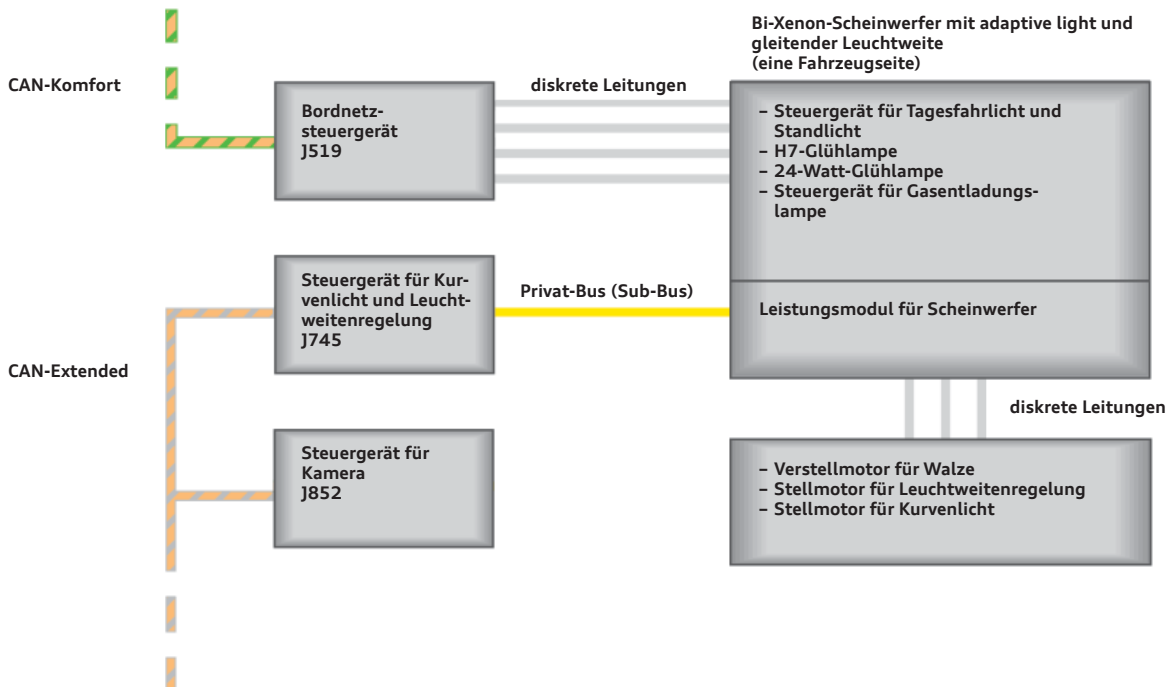 Bi-Xenon-Scheinwerfer mit adaptive light und
gleitender Leuchtweite
(eine Fahrzeugseite)
CAN-Komfort
diskrete Leitungen
Bordnetz-
steuergerät
J519
– Steuergerät für Tagesfahrlicht und
Standlicht
– H7-Glühlampe
– 24-Watt-Glühlampe
– Steuergerät für Gasentladungs-
lampe
Steuergerät für Kur-
venlicht und Leucht-
weitenregelung
J745
Privat-Bus (Sub-Bus)
Leistungsmodul für Scheinwerfer
CAN-Extended
diskrete Leitungen
Steuergerät für
Kamera
J852
– Verstellmotor für Walze
– Stellmotor für Leuchtweitenregelung
– Stellmotor für Kurvenlicht